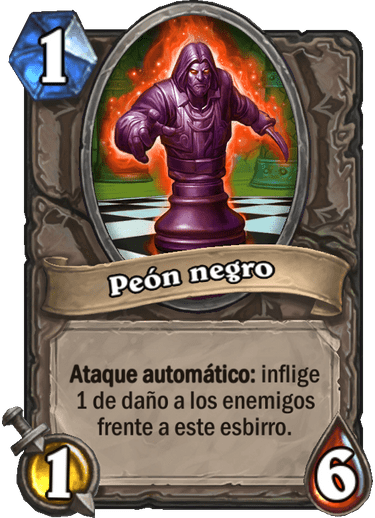 1
Peón negro
Ataque automático: inflige
1 de daño a los enemigos
frente a este esbirro.
1
6